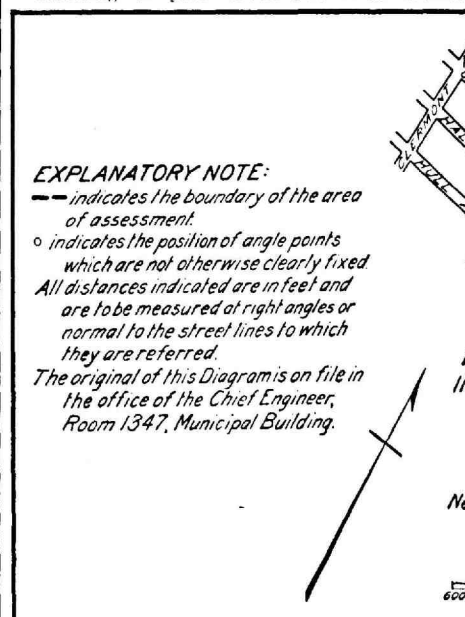 EXPLANATORY NOTE:
indicates the boundary of the area
of assessment.
o indicates the position of angle points
which are not otherwise clearly fixed.
All distances indicated are in feet and
are to be measured at right angles or
normal to the street lines to which
they are referred.
The original of this Diagram is on file in
the office of the Chief Engineer,
Room 1347, Municipal Building.
CLERMONT
HULL
600